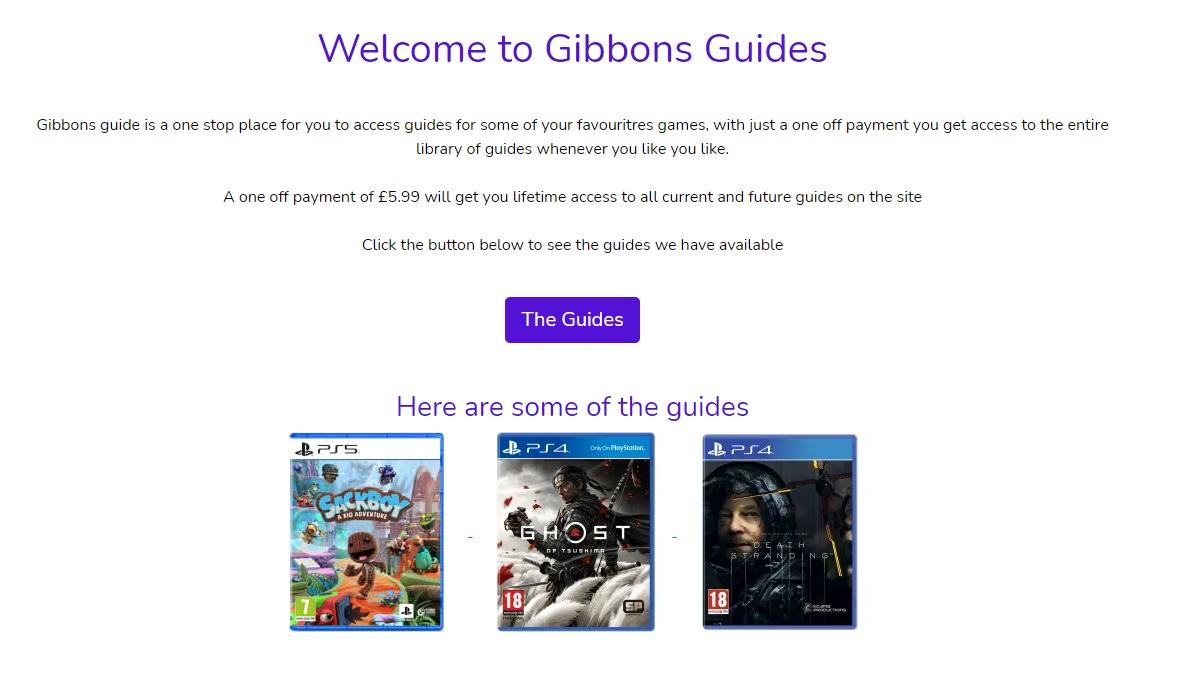 Welcome to Gibbons Guides
Gibbons guide is a one stop place for you to access guides for some of your favouritres games, with just a one off payment you get access to the entire
library of guides whenever you like you like.
A one off payment of £5.99 will get you lifetime access to all current and future guides on the site
Click the button below to see the guides we have available
The Guides
Here are some of the guides
PS5
SACKBOY
A BIG ADVENTURE
7
-
PS4
Only On PlayStation.
GHOST
OF TSUSHIMA
18
SP
-
PS4
DEATH
STRANDING™
18
KOJIMA
PRODUCTIONS